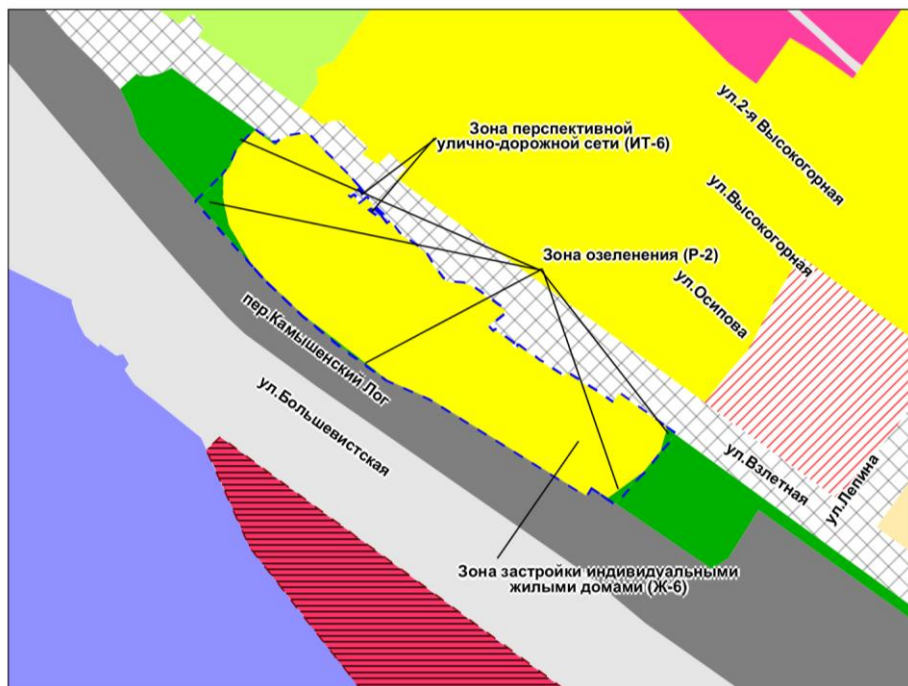 ул.2-я Высокогорная
Зона перспективной
улично-дорожной сети (ИТ-6)
ул.Высокогорная
Зона озеленения (Р-2)
ул.Осипова
пер.Камышенский Лог
ул.Большевистская
ул.Взлетная
ул.Лепина
Зона застройки индивидуальными
жилыми домами (Ж-6)